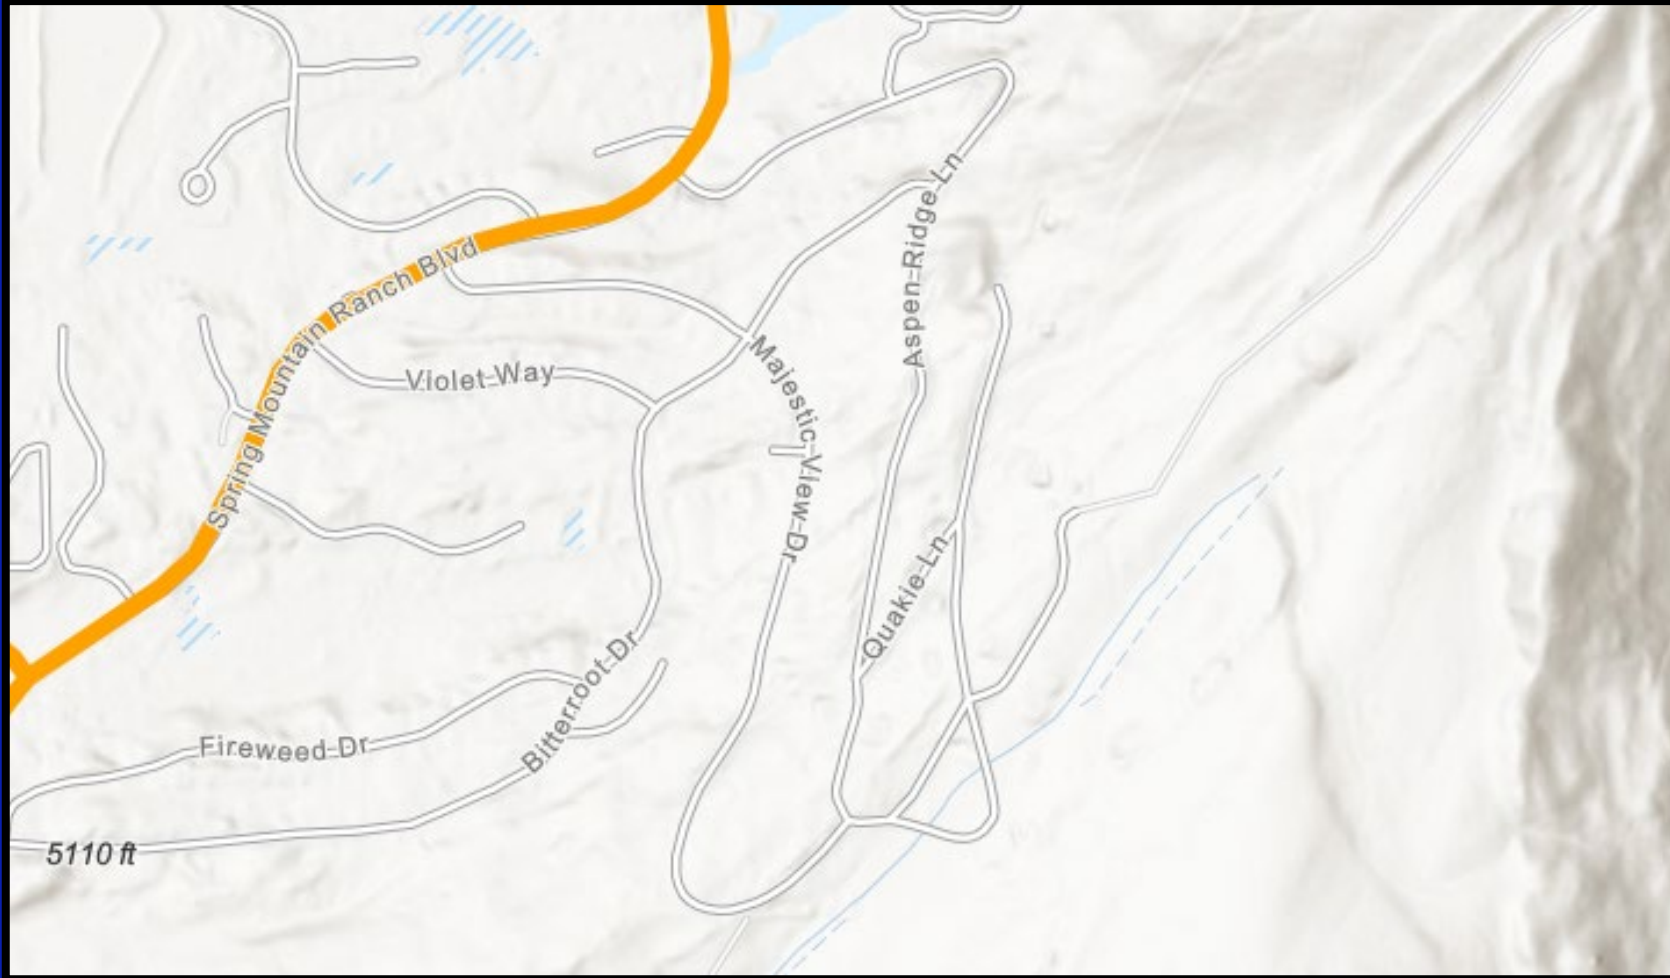 Aspen Ridge Ln
Spring Mountain Ranch Blvd
Majestic View Dr
Violet Way
Quakie Ln
Bitterroot Dr
Fireweed Dr
5110 ft